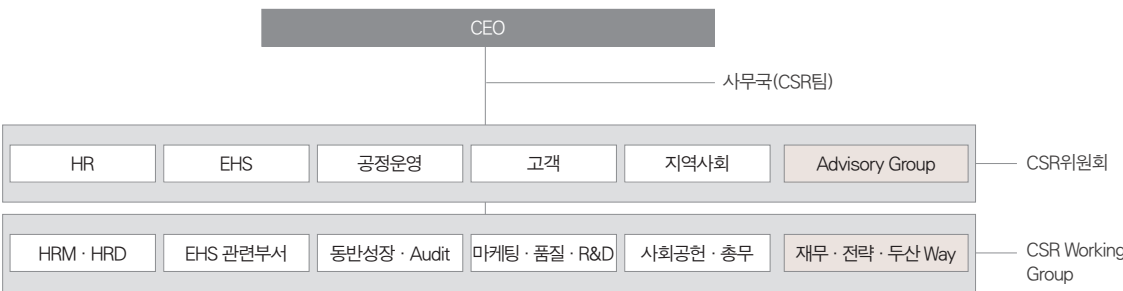 CEO
사무국(CSR팀)
HR
EHS
공정운영
고객
지역사회
Advisory Group
CSR위원회
HRM · HRD
EHS 관련부서
동반성장 · Audit
마케팅 · 품질 · R&D
사회공헌 · 총무
재무 · 전략 · 두산 Way
CSR Working
Group